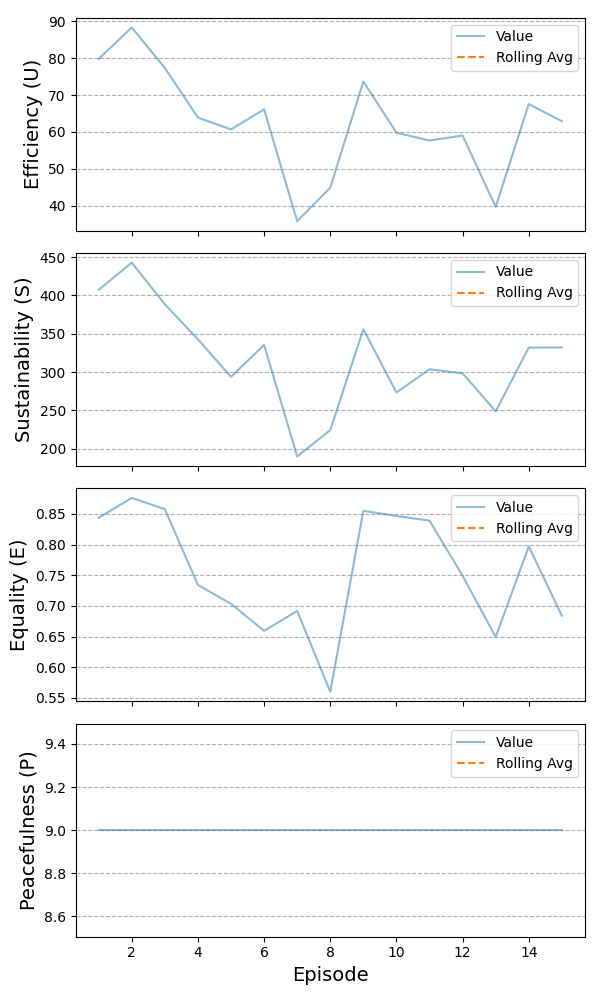 Efficiency (U)
90
80
70
60
50
40
Value
Rolling Avg
Sustainability (S)
450
400
350
300
250
200
Value
Rolling Avg
Equality (E)
0.85
0.80
0.75
0.70
0.65
0.60
0.55
Value
Rolling Avg
Peacefulness (P)
9.4
9.2
9.0
8.8
8.6
Value
Rolling Avg
2 4 6 8 10 12 14
Episode